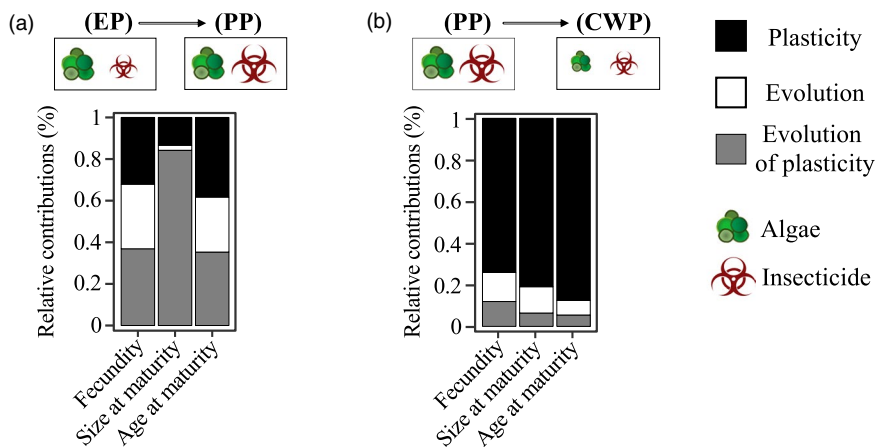 (a)
(EP) (PP)
Relative contributions (%)
1
0.8
0.6
0.4
0.2
0
Fecundity
Size at maturity
Age at maturity
(b)
(PP) (CWP)
Relative contributions (%)
1
0.8
0.6
0.4
0.2
0
Fecundity
Size at maturity
Age at maturity
Plasticity
Evolution
Evolution
of plasticity
Algae
Insecticide